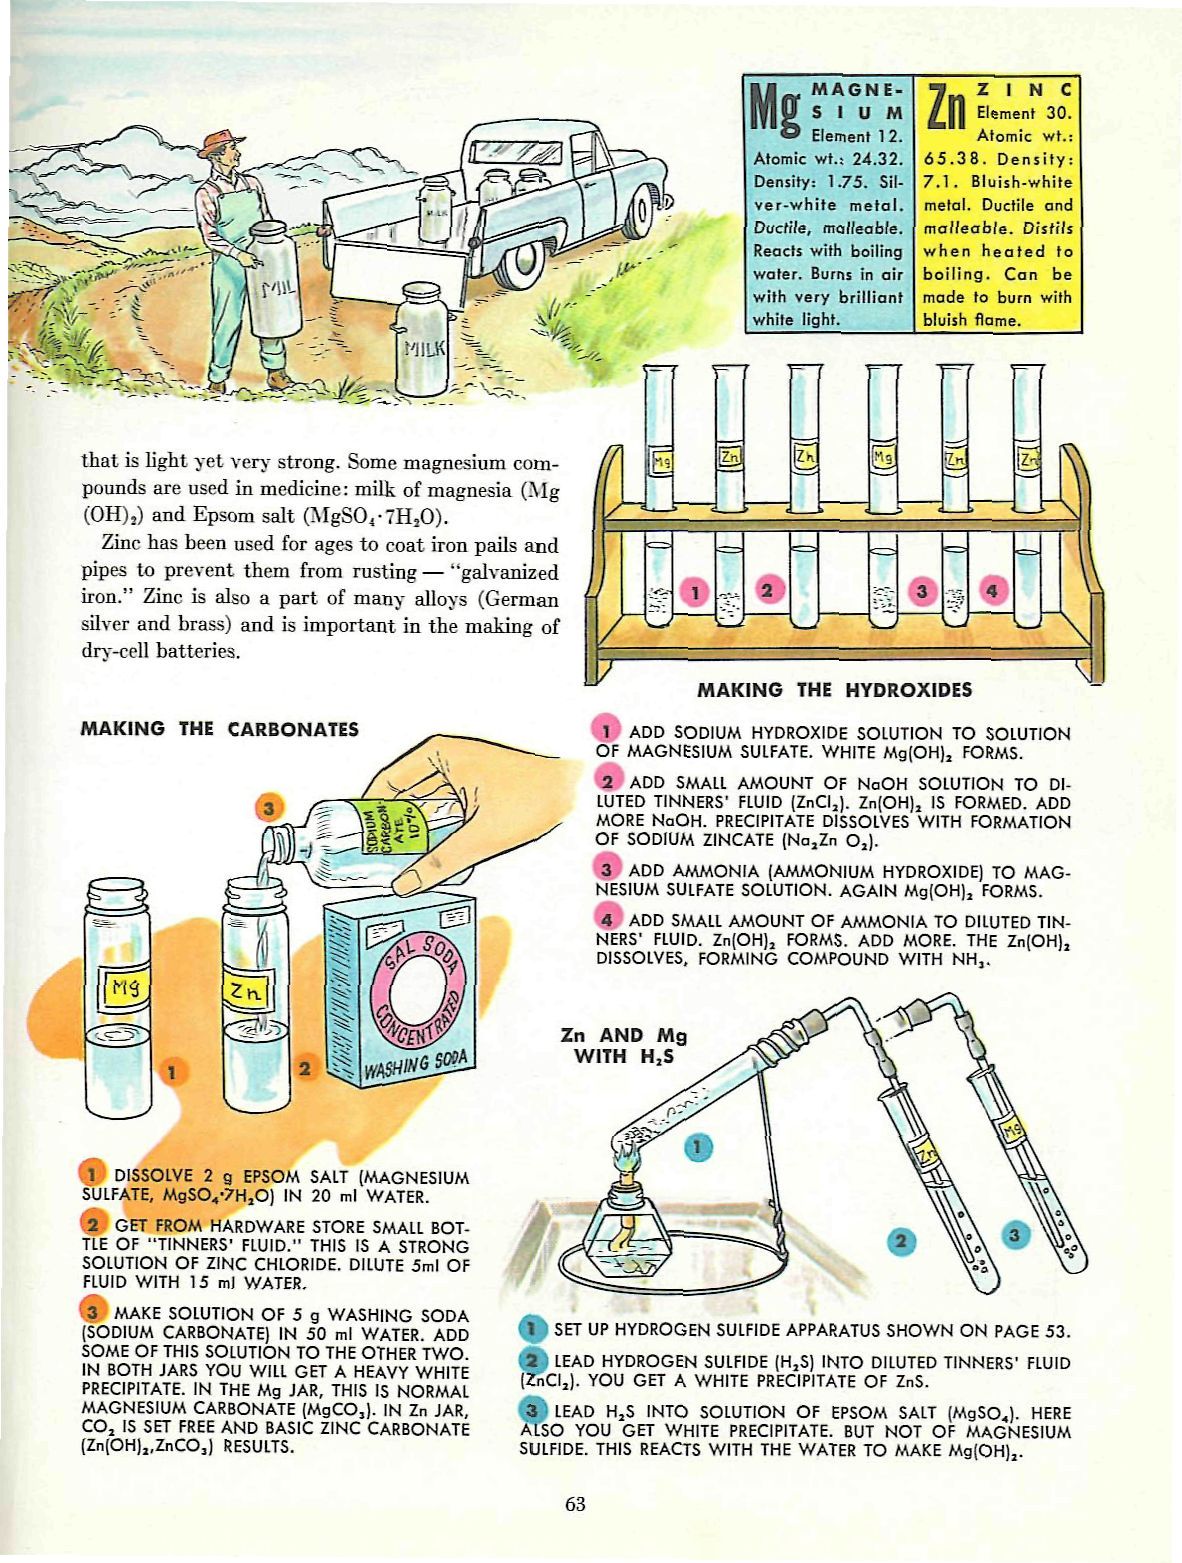 MILK
MIL
MILK
Mg MAGNE-
SIUM
Element 12.
Atomic wt.: 24.32.
Density: 1.75. Sil-
ver-white metal.
Ductile, malleable.
Reacts with boiling
water. Burns in air
with very brilliant
white light.
Zn ZINC
Element 30.
Atomic wt.:
65.38. Density:
7.1. Bluish-white
metal. Ductile and
malleable. Distils
when heated to
boiling. Can be
made to burn with
bluish flame.
that is light yet very strong. Some magnesium com-
pounds are used in medicine: milk of magnesia (Mg
(OH)₂) and Epsom salt (MgSO₄·7H₂O).
Zinc has been used for ages to coat iron pails and
pipes to prevent them from rusting — "galvanized
iron." Zinc is also a part of many alloys (German
silver and brass) and is important in the making of
dry-cell batteries.
Mg Zn Zn Mg Zn Zn
1 2 3 4
MAKING THE HYDROXIDES
1 ADD SODIUM HYDROXIDE SOLUTION TO SOLUTION
OF MAGNESIUM SULFATE. WHITE Mg(OH)₂ FORMS.
2 ADD SMALL AMOUNT OF NaOH SOLUTION TO DI-
LUTED TINNERS' FLUID (ZnCl₂). Zn(OH)₂ IS FORMED. ADD
MORE NaOH. PRECIPITATE DISSOLVES WITH FORMATION
OF SODIUM ZINCATE (Na₂Zn O₂).
3 ADD AMMONIA (AMMONIUM HYDROXIDE) TO MAG-
NESIUM SULFATE SOLUTION. AGAIN Mg(OH)₂ FORMS.
4 ADD SMALL AMOUNT OF AMMONIA TO DILUTED TIN-
NERS' FLUID. Zn(OH)₂ FORMS. ADD MORE. THE Zn(OH)₂
DISSOLVES, FORMING COMPOUND WITH NH₃.
MAKING THE CARBONATES
3
SODIUM
CARBON-
ATE
10%
Mg
Zn
1
2
SAL SODA
CONCENTRATED
WASHING SODA
1 DISSOLVE 2 g EPSOM SALT (MAGNESIUM
SULFATE, MgSO₄·7H₂O) IN 20 ml WATER.
2 GET FROM HARDWARE STORE SMALL BOT-
TLE OF "TINNERS' FLUID." THIS IS A STRONG
SOLUTION OF ZINC CHLORIDE. DILUTE 5ml OF
FLUID WITH 15 ml WATER.
3 MAKE SOLUTION OF 5 g WASHING SODA
(SODIUM CARBONATE) IN 50 ml WATER. ADD
SOME OF THIS SOLUTION TO THE OTHER TWO.
IN BOTH JARS YOU WILL GET A HEAVY WHITE
PRECIPITATE. IN THE Mg JAR, THIS IS NORMAL
MAGNESIUM CARBONATE (MgCO₃). IN Zn JAR,
CO₂ IS SET FREE AND BASIC ZINC CARBONATE
(Zn(OH)₂,ZnCO₃) RESULTS.
Zn AND Mg
WITH H₂S
1
Zn
Mg
2
3
1 SET UP HYDROGEN SULFIDE APPARATUS SHOWN ON PAGE 53.
2 LEAD HYDROGEN SULFIDE (H₂S) INTO DILUTED TINNERS' FLUID
(ZnCl₂). YOU GET A WHITE PRECIPITATE OF ZnS.
3 LEAD H₂S INTO SOLUTION OF EPSOM SALT (MgSO₄). HERE
ALSO YOU GET WHITE PRECIPITATE. BUT NOT OF MAGNESIUM
SULFIDE. THIS REACTS WITH THE WATER TO MAKE Mg(OH)₂.
63